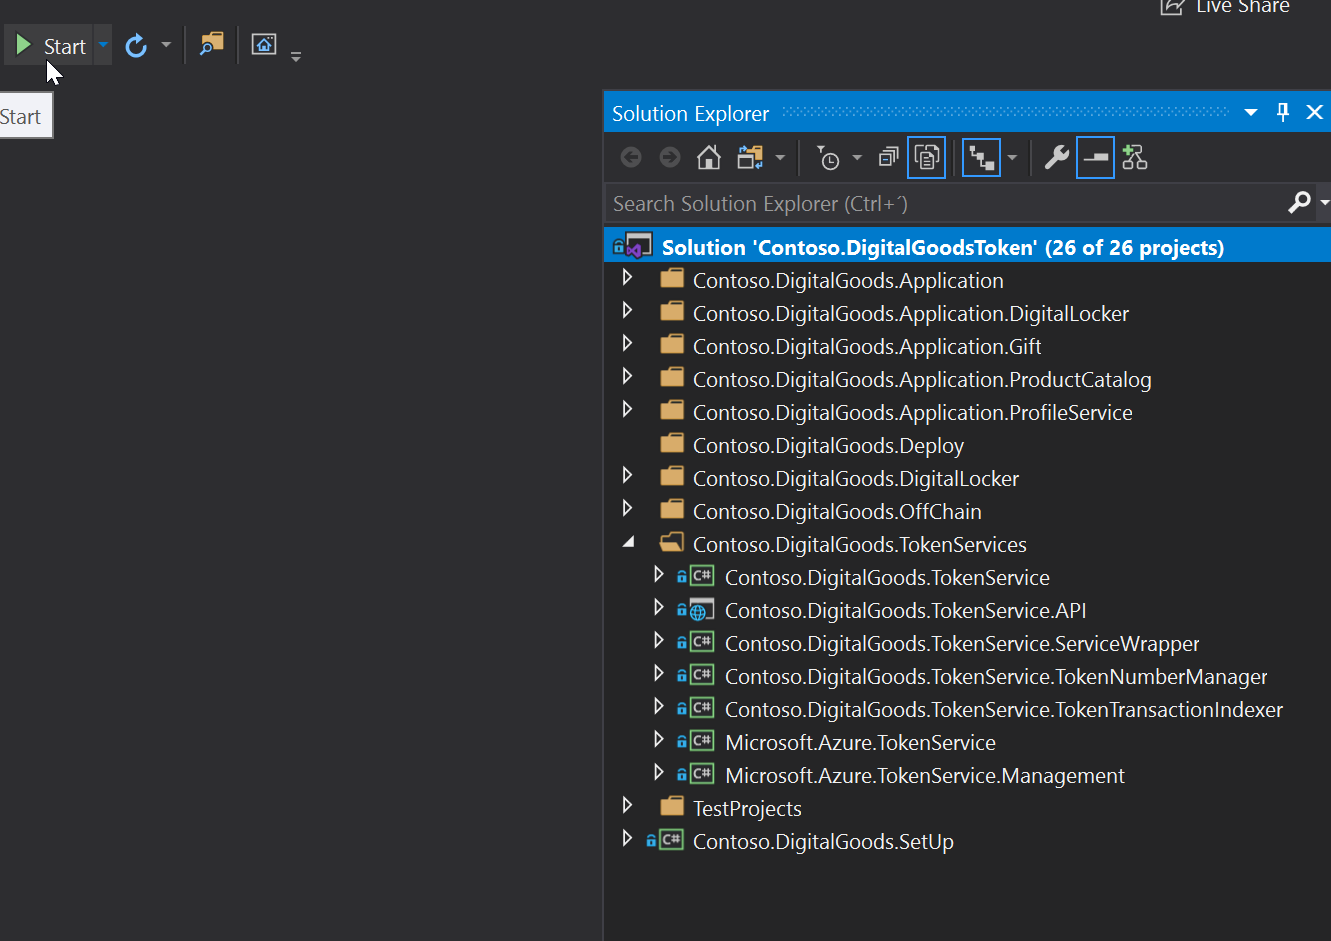 Live Share
Start
Start
Solution Explorer
Search Solution Explorer (Ctrl+´)
Solution 'Contoso.DigitalGoodsToken' (26 of 26 projects)
Contoso.DigitalGoods.Application
Contoso.DigitalGoods.Application.DigitalLocker
Contoso.DigitalGoods.Application.Gift
Contoso.DigitalGoods.Application.ProductCatalog
Contoso.DigitalGoods.Application.ProfileService
Contoso.DigitalGoods.Deploy
Contoso.DigitalGoods.DigitalLocker
Contoso.DigitalGoods.OffChain
Contoso.DigitalGoods.TokenServices
C# Contoso.DigitalGoods.TokenService
Contoso.DigitalGoods.TokenService.API
C# Contoso.DigitalGoods.TokenService.ServiceWrapper
C# Contoso.DigitalGoods.TokenService.TokenNumberManager
C# Contoso.DigitalGoods.TokenService.TokenTransactionIndexer
C# Microsoft.Azure.TokenService
C# Microsoft.Azure.TokenService.Management
TestProjects
C# Contoso.DigitalGoods.SetUp